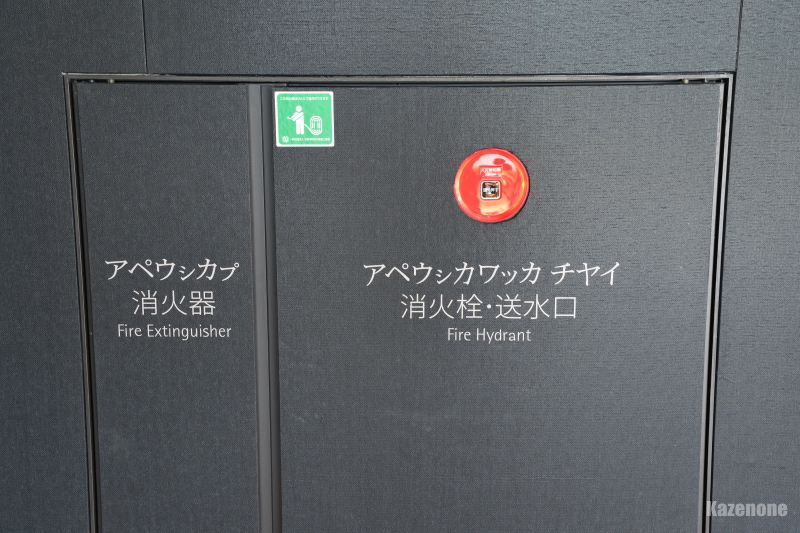 アペウㇱカㇷ゚
消火器
Fire Extinguisher
アペウㇱカワッカ チヤイ
消火栓・送水口
Fire Hydrant
Kazenone